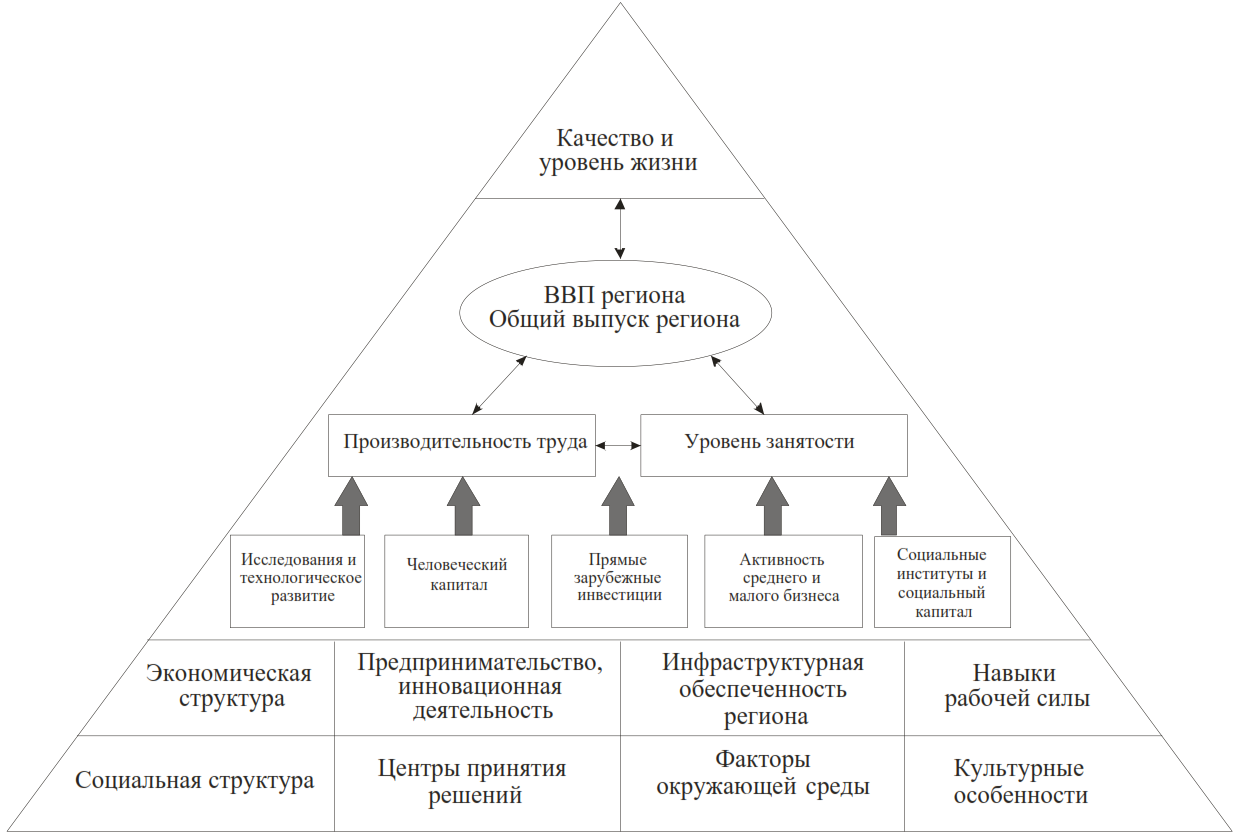 Качество и
уровень жизни
ВВП региона
Общий выпуск региона
Производительность труда
Уровень занятости
Исследования и
технологическое
развитие
Человеческий
капитал
Прямые
зарубежные
инвестиции
Активность
среднего и
малого бизнеса
Социальные
институты и
социальный
капитал
Экономическая
структура
Предпринимательство,
инновационная
деятельность
Инфраструктурная
обеспеченность
региона
Навыки
рабочей силы
Социальная структура
Центры принятия
решений
Факторы
окружающей среды
Культурные
особенности